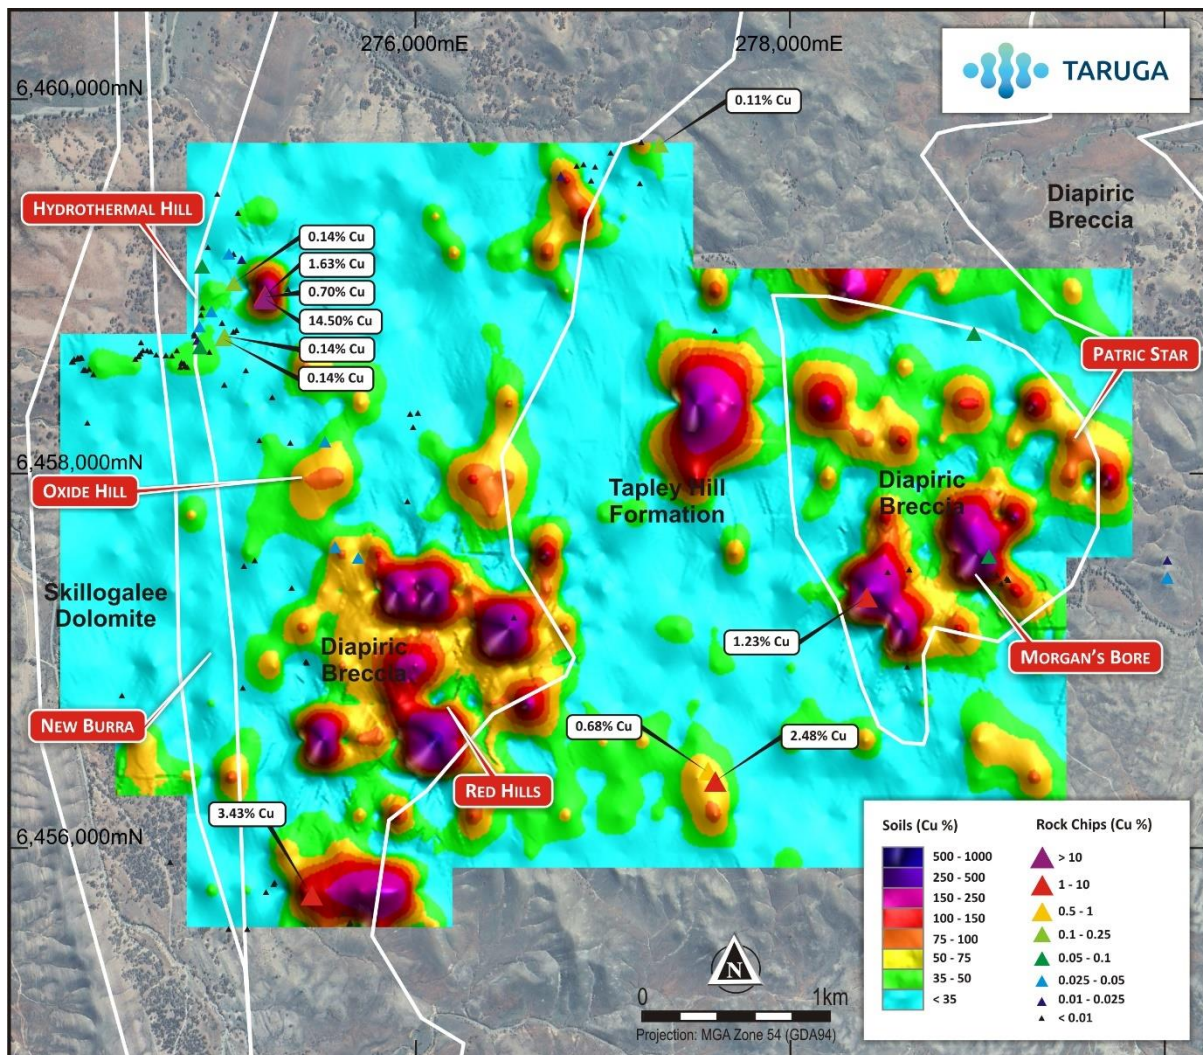 276,000mE
278,000mE
TARUGA
6,460,000mN
0.11% Cu
HYDROTHERMAL HILL
Diapiric
Breccia
0.14% Cu
1.63% Cu
0.70% Cu
14.50% Cu
0.14% Cu
0.14% Cu
PATRIC STAR
6,458,000mN
OXIDE HILL
Tapley Hill
Formation
Diapiric
Breccia
Skillogalee
Dolomite
Diapiric
Breccia
1.23% Cu
MORGAN'S BORE
NEW BURRA
0.68% Cu
2.48% Cu
RED HILLS
3.43% Cu
6,456,000mN
Soils (Cu %)
500 - 1000
250 - 500
150 - 250
100 - 150
75 - 100
50 - 75
35 - 50
< 35
Rock Chips (Cu %)
> 10
1 - 10
0.5 - 1
0.1 - 0.25
0.05 - 0.1
0.025 - 0.05
0.01 - 0.025
< 0.01
N
0 1km
Projection: MGA Zone 54 (GDA94)